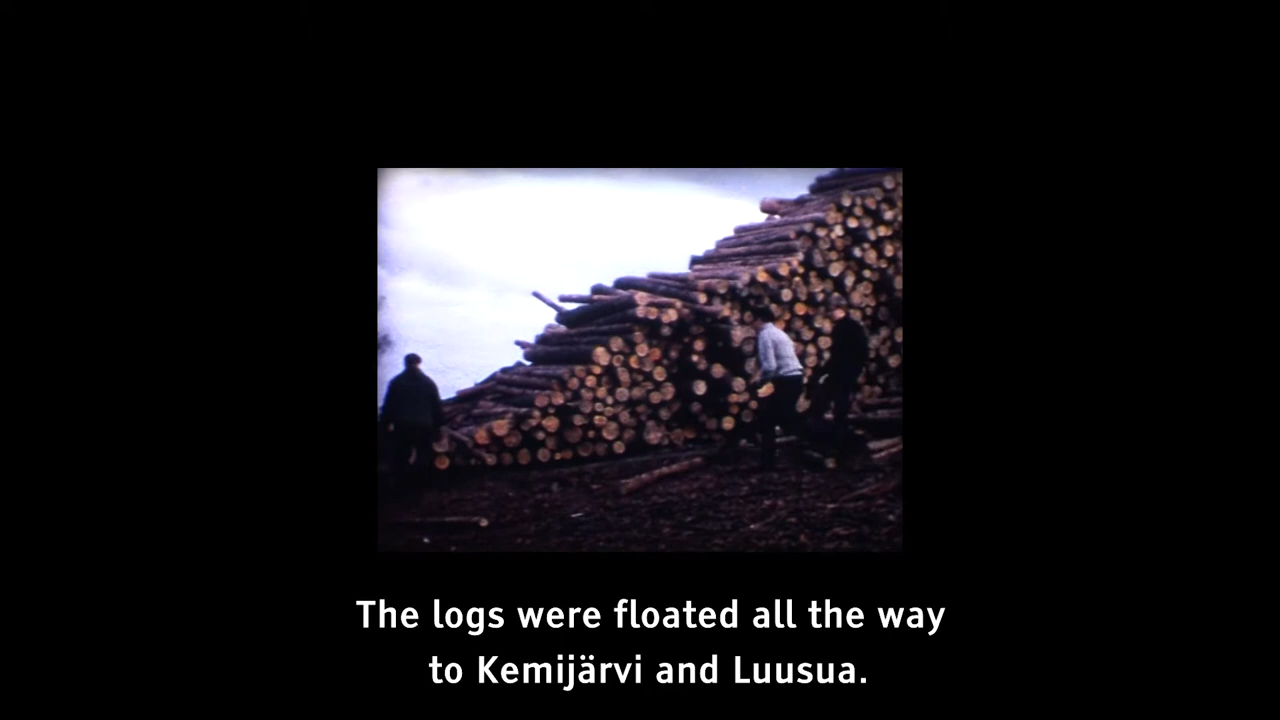 The logs were floated all the way
to Kemijärvi and Luusua.